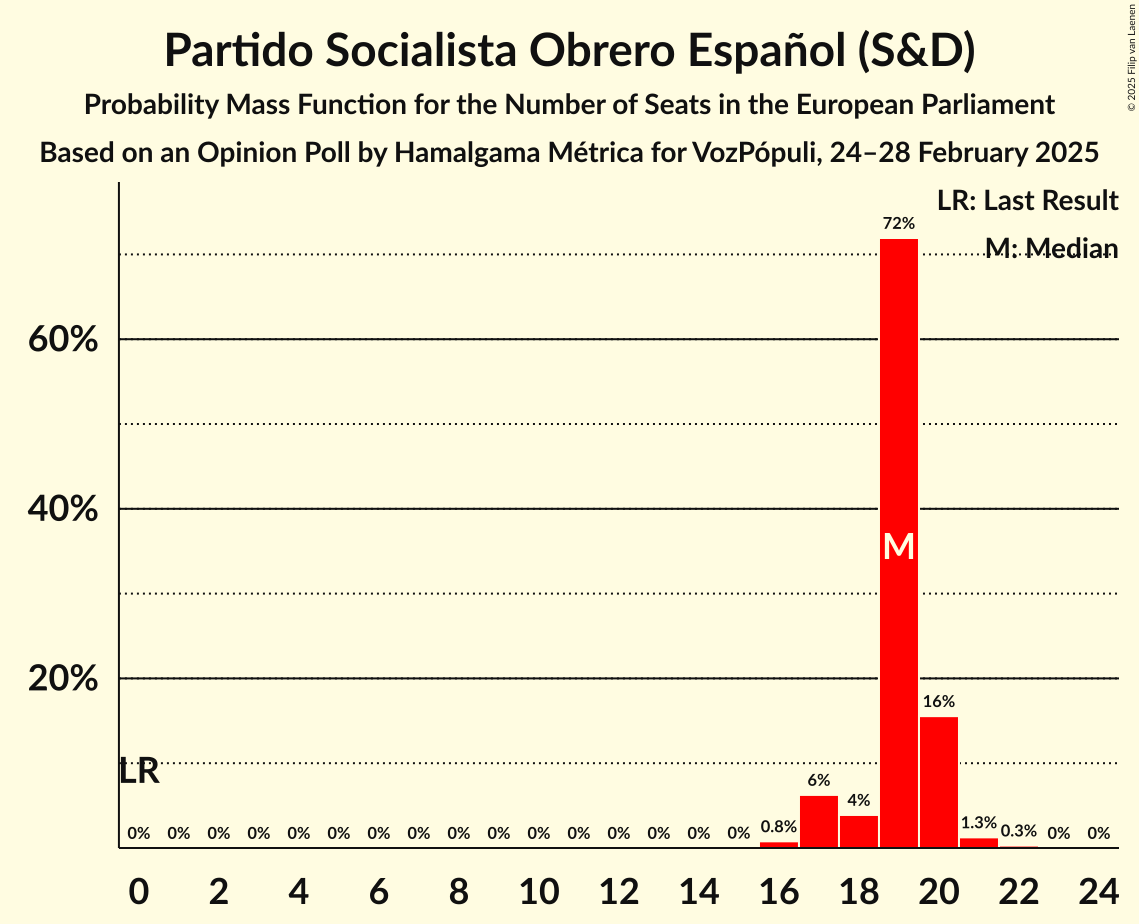 Partido Socialista Obrero Español (S&D)
Probability Mass Function for the Number of Seats in the European Parliament
Based on an Opinion Poll by Hamalgama Métrica for VozPópuli, 24–28 February 2025
© 2025 Filip van Laenen
LR: Last Result
M: Median
72%
60%
40%
M
20%
16%
LR
6%
4%
0% 0% 0% 0% 0% 0% 0% 0% 0% 0% 0% 0% 0% 0% 0% 0% 0.8% 1.3% 0.3% 0% 0%
0 2 4 6 8 10 12 14 16 18 20 22 24